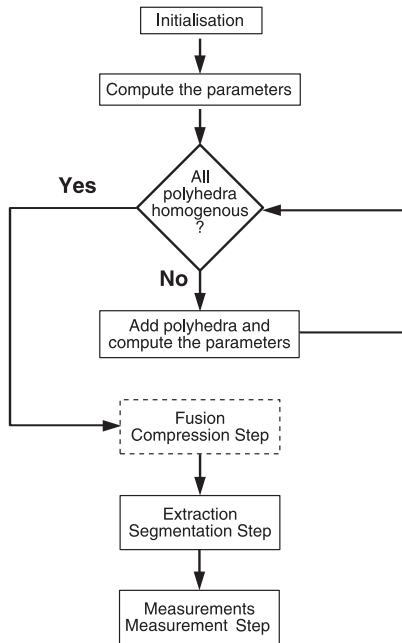 Initialisation
Compute the parameters
All
polyhedra
homogenous
?
Yes
No
Add polyhedra and
compute the parameters
Fusion
Compression Step
Extraction
Segmentation Step
Measurements
Measurement Step